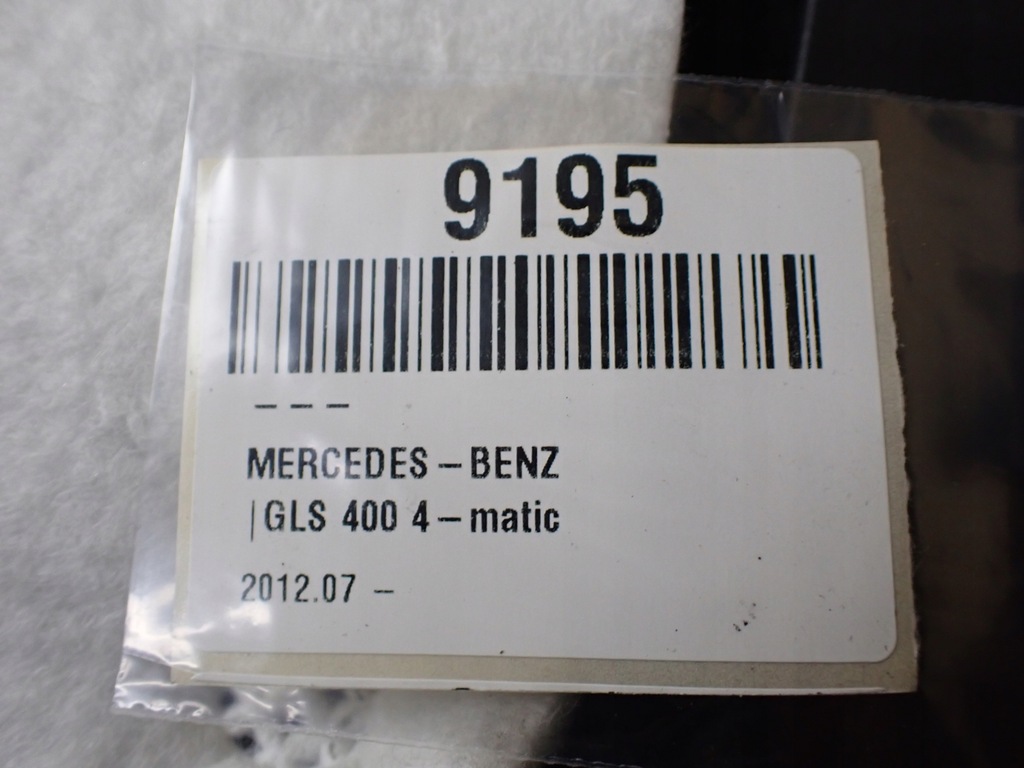 9195
– – –
MERCEDES – BENZ
|GLS 400 4 – matic
2012.07 –